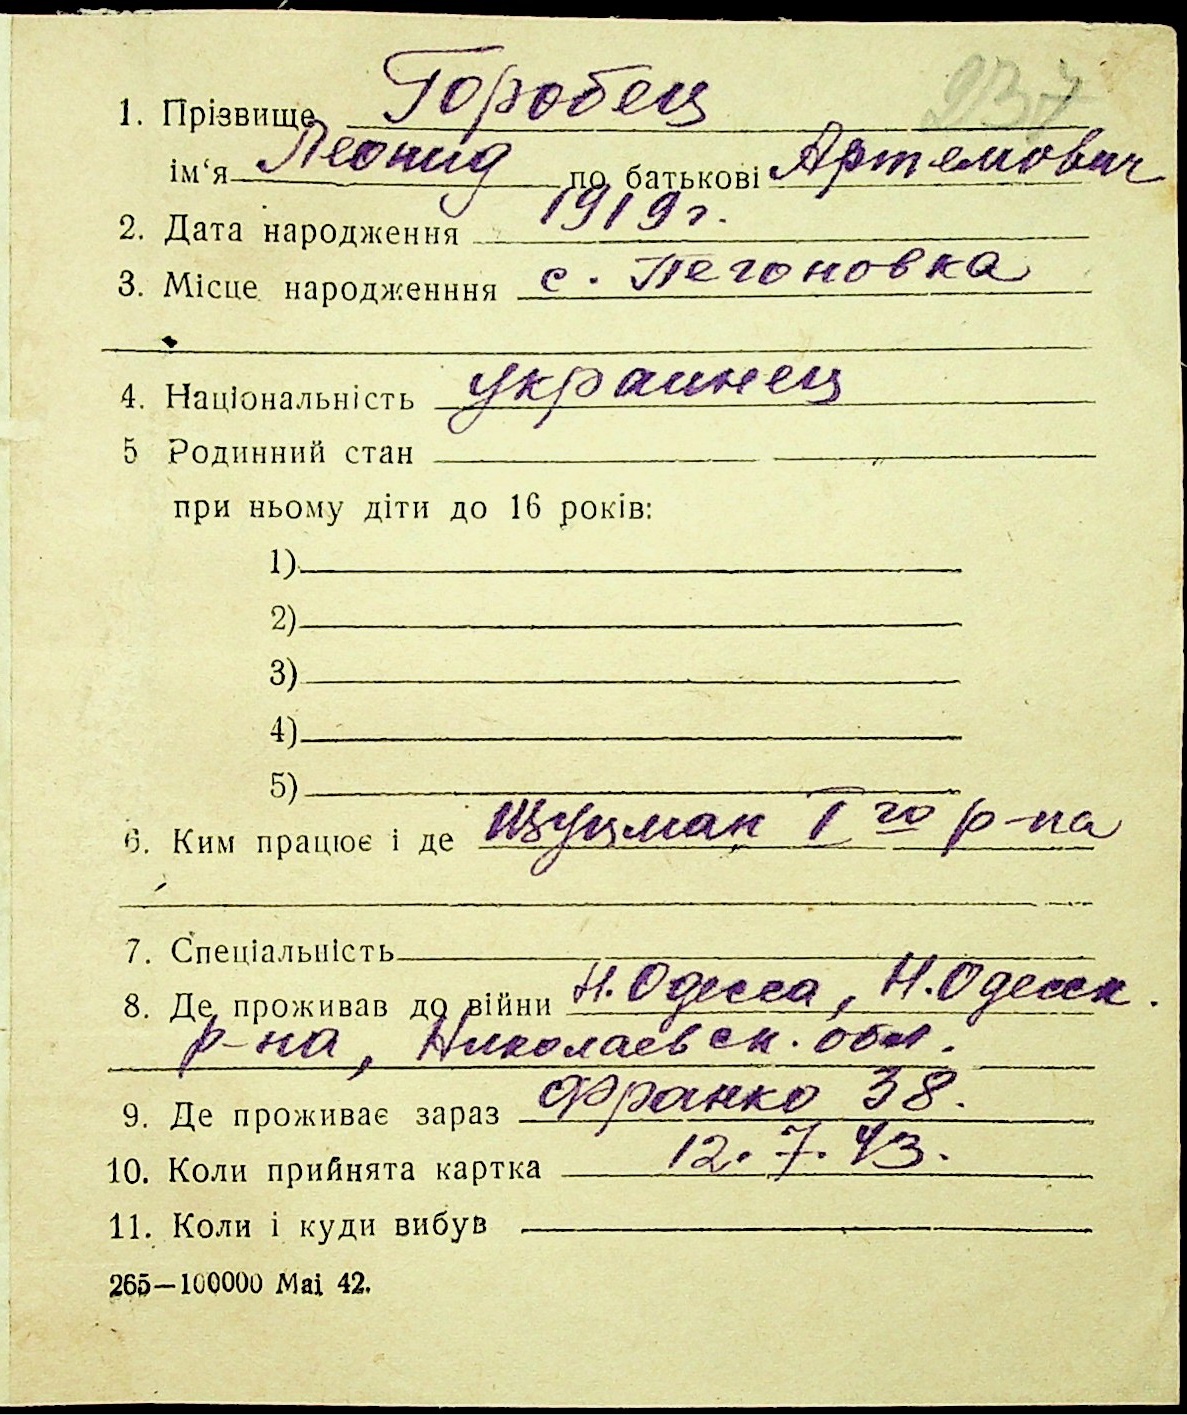 237
1. Прізвище Горобец
ім‘я Леонид по батькові Артемович
2. Дата народження 1919 г.
3. Місце народженння с. Пегоновка
4. Національність украинец
5 Родинний стан
при ньому діти до 16 років:
1)
2)
3)
4)
5)
6. Ким працює і де Щуцман I го р-на
7. Спеціальність
8. Де проживав до війни Н. Одесса, Н. Одесск.
р-на, Николаевск. обл.
9. Де проживає зараз Франко 38.
10. Коли прийнята картка 12. 7. 43.
11. Коли і куди вибув
265—100000 Mai 42.